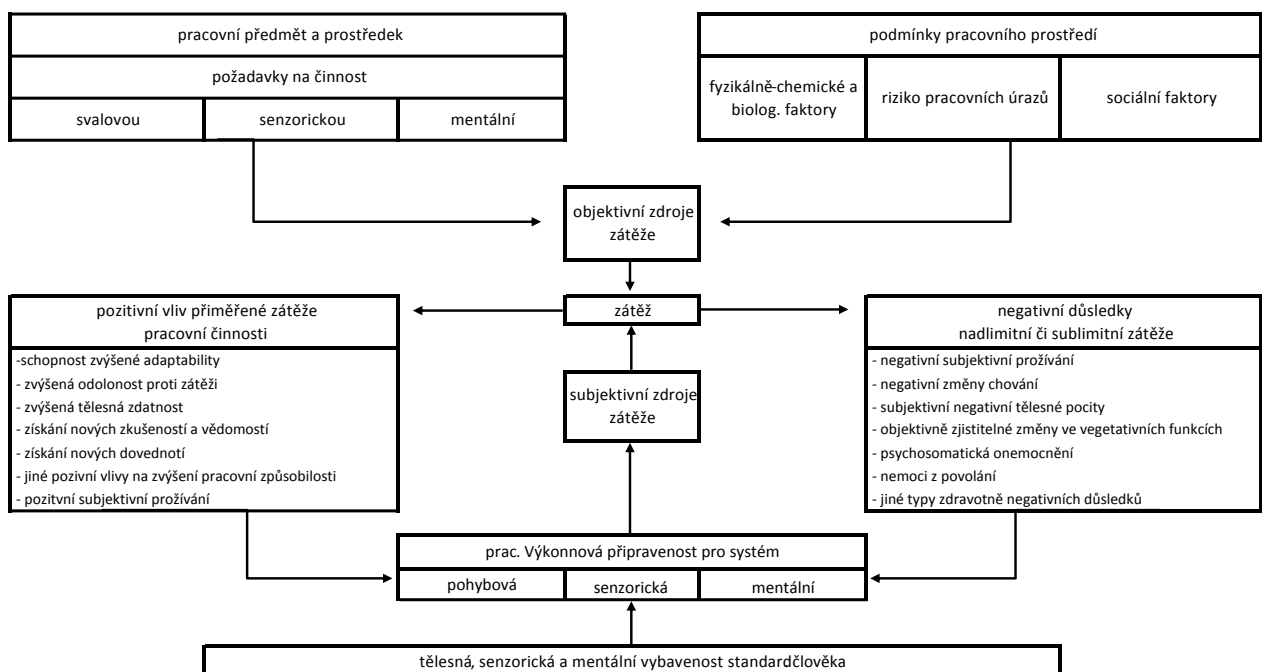 pracovní předmět a prostředek
požadavky na činnost
svalovou
senzorickou
mentální
podmínky pracovního prostředí
fyzikálně-chemické a
biolog. faktory
riziko pracovních úrazů
sociální faktory
objektivní zdroje
zátěže
pozitivní vliv přiměřené zátěže
pracovní činnosti
-schopnost zvýšené adaptability
- zvýšená odolonost proti zátěži
- zvýšená tělesná zdatnost
- získání nových zkušeností a vědomostí
- získání nových dovednotí
- jiné pozivní vlivy na zvýšení pracovní způsobilosti
- pozitvní subjektivní prožívání
zátěž
subjektivní zdroje
zátěže
negativní důsledky
nadlimitní či sublimitní zátěže
- negativní subjektivní prožívání
- negativní změny chování
- subjektivní negativní tělesné pocity
- objektivně zjistitelné změny ve vegetativních funkcích
- psychosomatická onemocnění
- nemoci z povolání
- jiné typy zdravotně negativních důsledků
prac. Výkonnová připravenost pro systém
pohybová
senzorická
mentální
tělesná, senzorická a mentální vybavenost standardčlověka